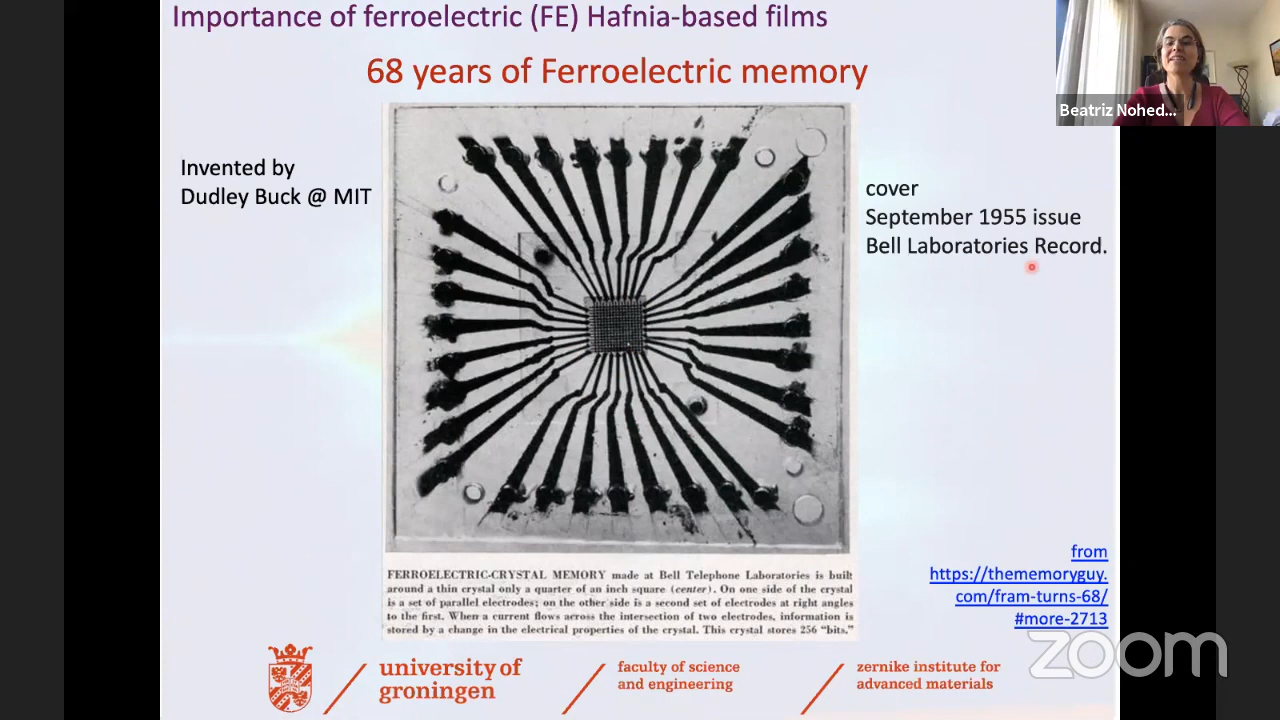 Importance of ferroelectric (FE) Hafnia-based films
68 years of Ferroelectric memory
Beatriz Nohed...
Invented by
Dudley Buck @ MIT
cover
September 1955 issue
Bell Laboratories Record.
from
https://thememoryguy.
com/fram-turns-68/
#more-2713
FERROELECTRIC-CRYSTAL MEMORY made at Bell Telephone Laboratories is built
around a thin crystal only a quarter of an inch square (center). On one side of the crystal
is a set of parallel electrodes; on the other side is a second set of electrodes at right angles
to the first. When a current flows across the intersection of two electrodes, information is
stored by a change in the electrical properties of the crystal. This crystal stores 256 “bits.”
university of
groningen
faculty of science
and engineering
zernike institute for
advanced materials
zoom